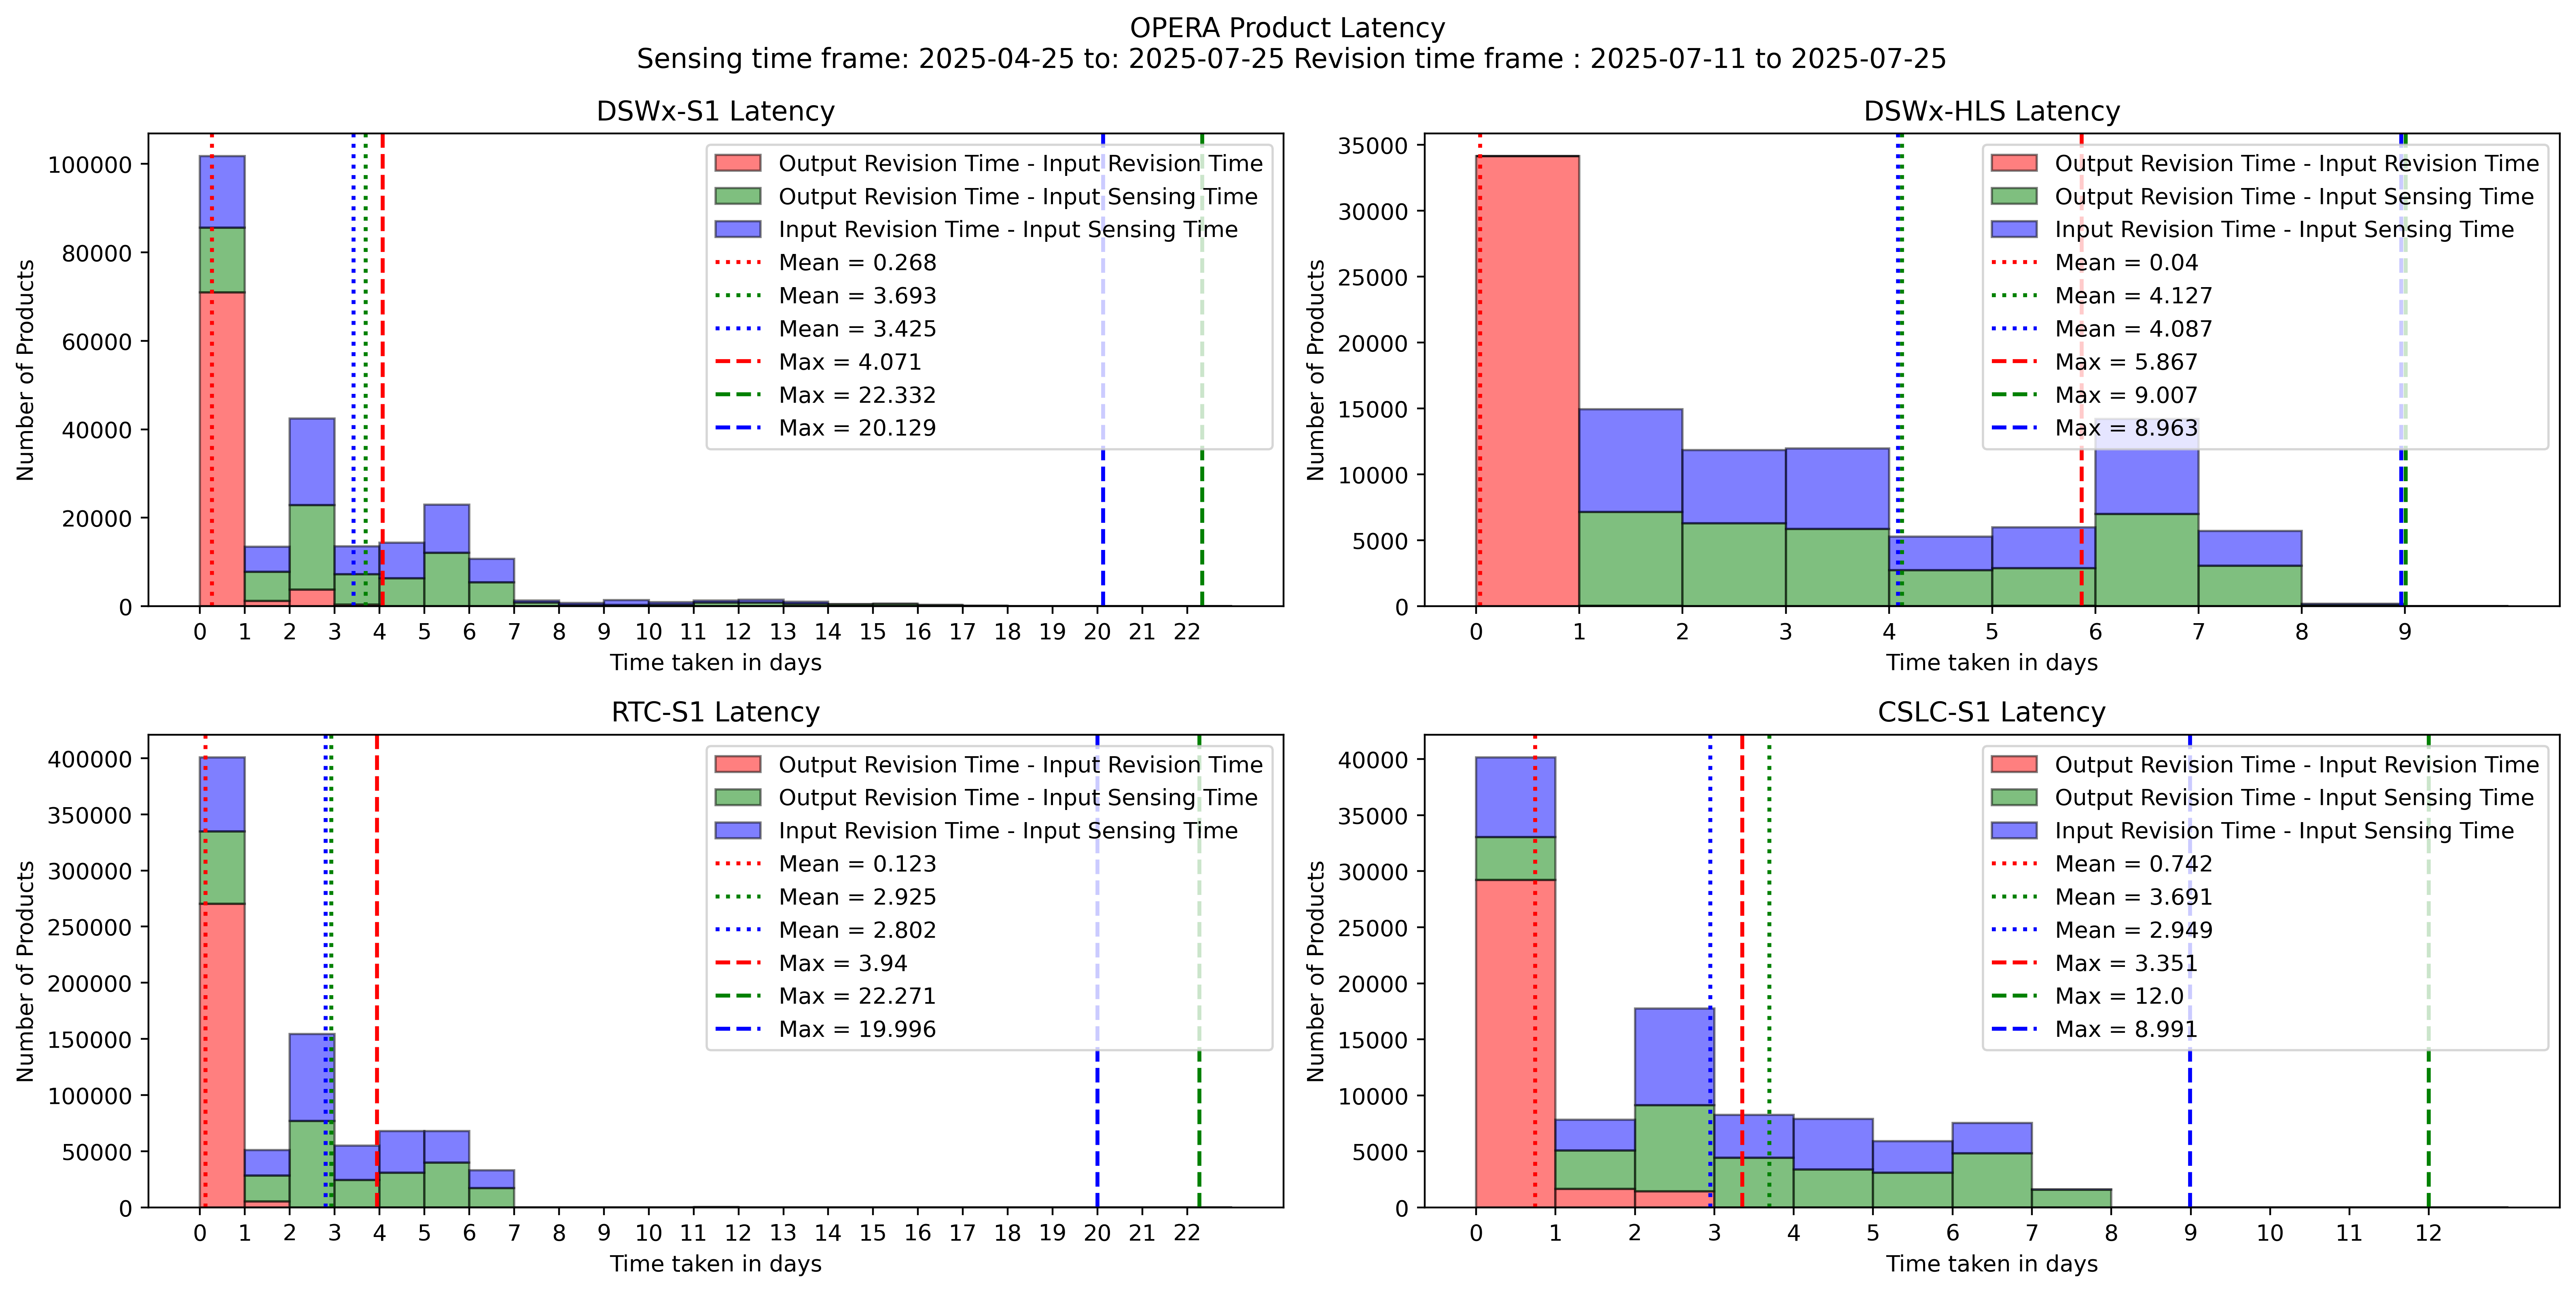 OPERA Product Latency
Sensing time frame: 2025-04-25 to: 2025-07-25 Revision time frame : 2025-07-11 to 2025-07-25
DSWx-S1 Latency
Number of Products
100000
80000
60000
40000
20000
0
Output Revision Time - Input Revision Time
Output Revision Time - Input Sensing Time
Input Revision Time - Input Sensing Time
Mean = 0.268
Mean = 3.693
Mean = 3.425
Max = 4.071
Max = 22.332
Max = 20.129
0 1 2 3 4 5 6 7 8 9 10 11 12 13 14 15 16 17 18 19 20 21 22
Time taken in days
DSWx-HLS Latency
Number of Products
35000
30000
25000
20000
15000
10000
5000
0
Output Revision Time - Input Revision Time
Output Revision Time - Input Sensing Time
Input Revision Time - Input Sensing Time
Mean = 0.04
Mean = 4.127
Mean = 4.087
Max = 5.867
Max = 9.007
Max = 8.963
0 1 2 3 4 5 6 7 8 9
Time taken in days
RTC-S1 Latency
Number of Products
400000
350000
300000
250000
200000
150000
100000
50000
0
Output Revision Time - Input Revision Time
Output Revision Time - Input Sensing Time
Input Revision Time - Input Sensing Time
Mean = 0.123
Mean = 2.925
Mean = 2.802
Max = 3.94
Max = 22.271
Max = 19.996
0 1 2 3 4 5 6 7 8 9 10 11 12 13 14 15 16 17 18 19 20 21 22
Time taken in days
CSLC-S1 Latency
Number of Products
40000
35000
30000
25000
20000
15000
10000
5000
0
Output Revision Time - Input Revision Time
Output Revision Time - Input Sensing Time
Input Revision Time - Input Sensing Time
Mean = 0.742
Mean = 3.691
Mean = 2.949
Max = 3.351
Max = 12.0
Max = 8.991
0 1 2 3 4 5 6 7 8 9 10 11 12
Time taken in days